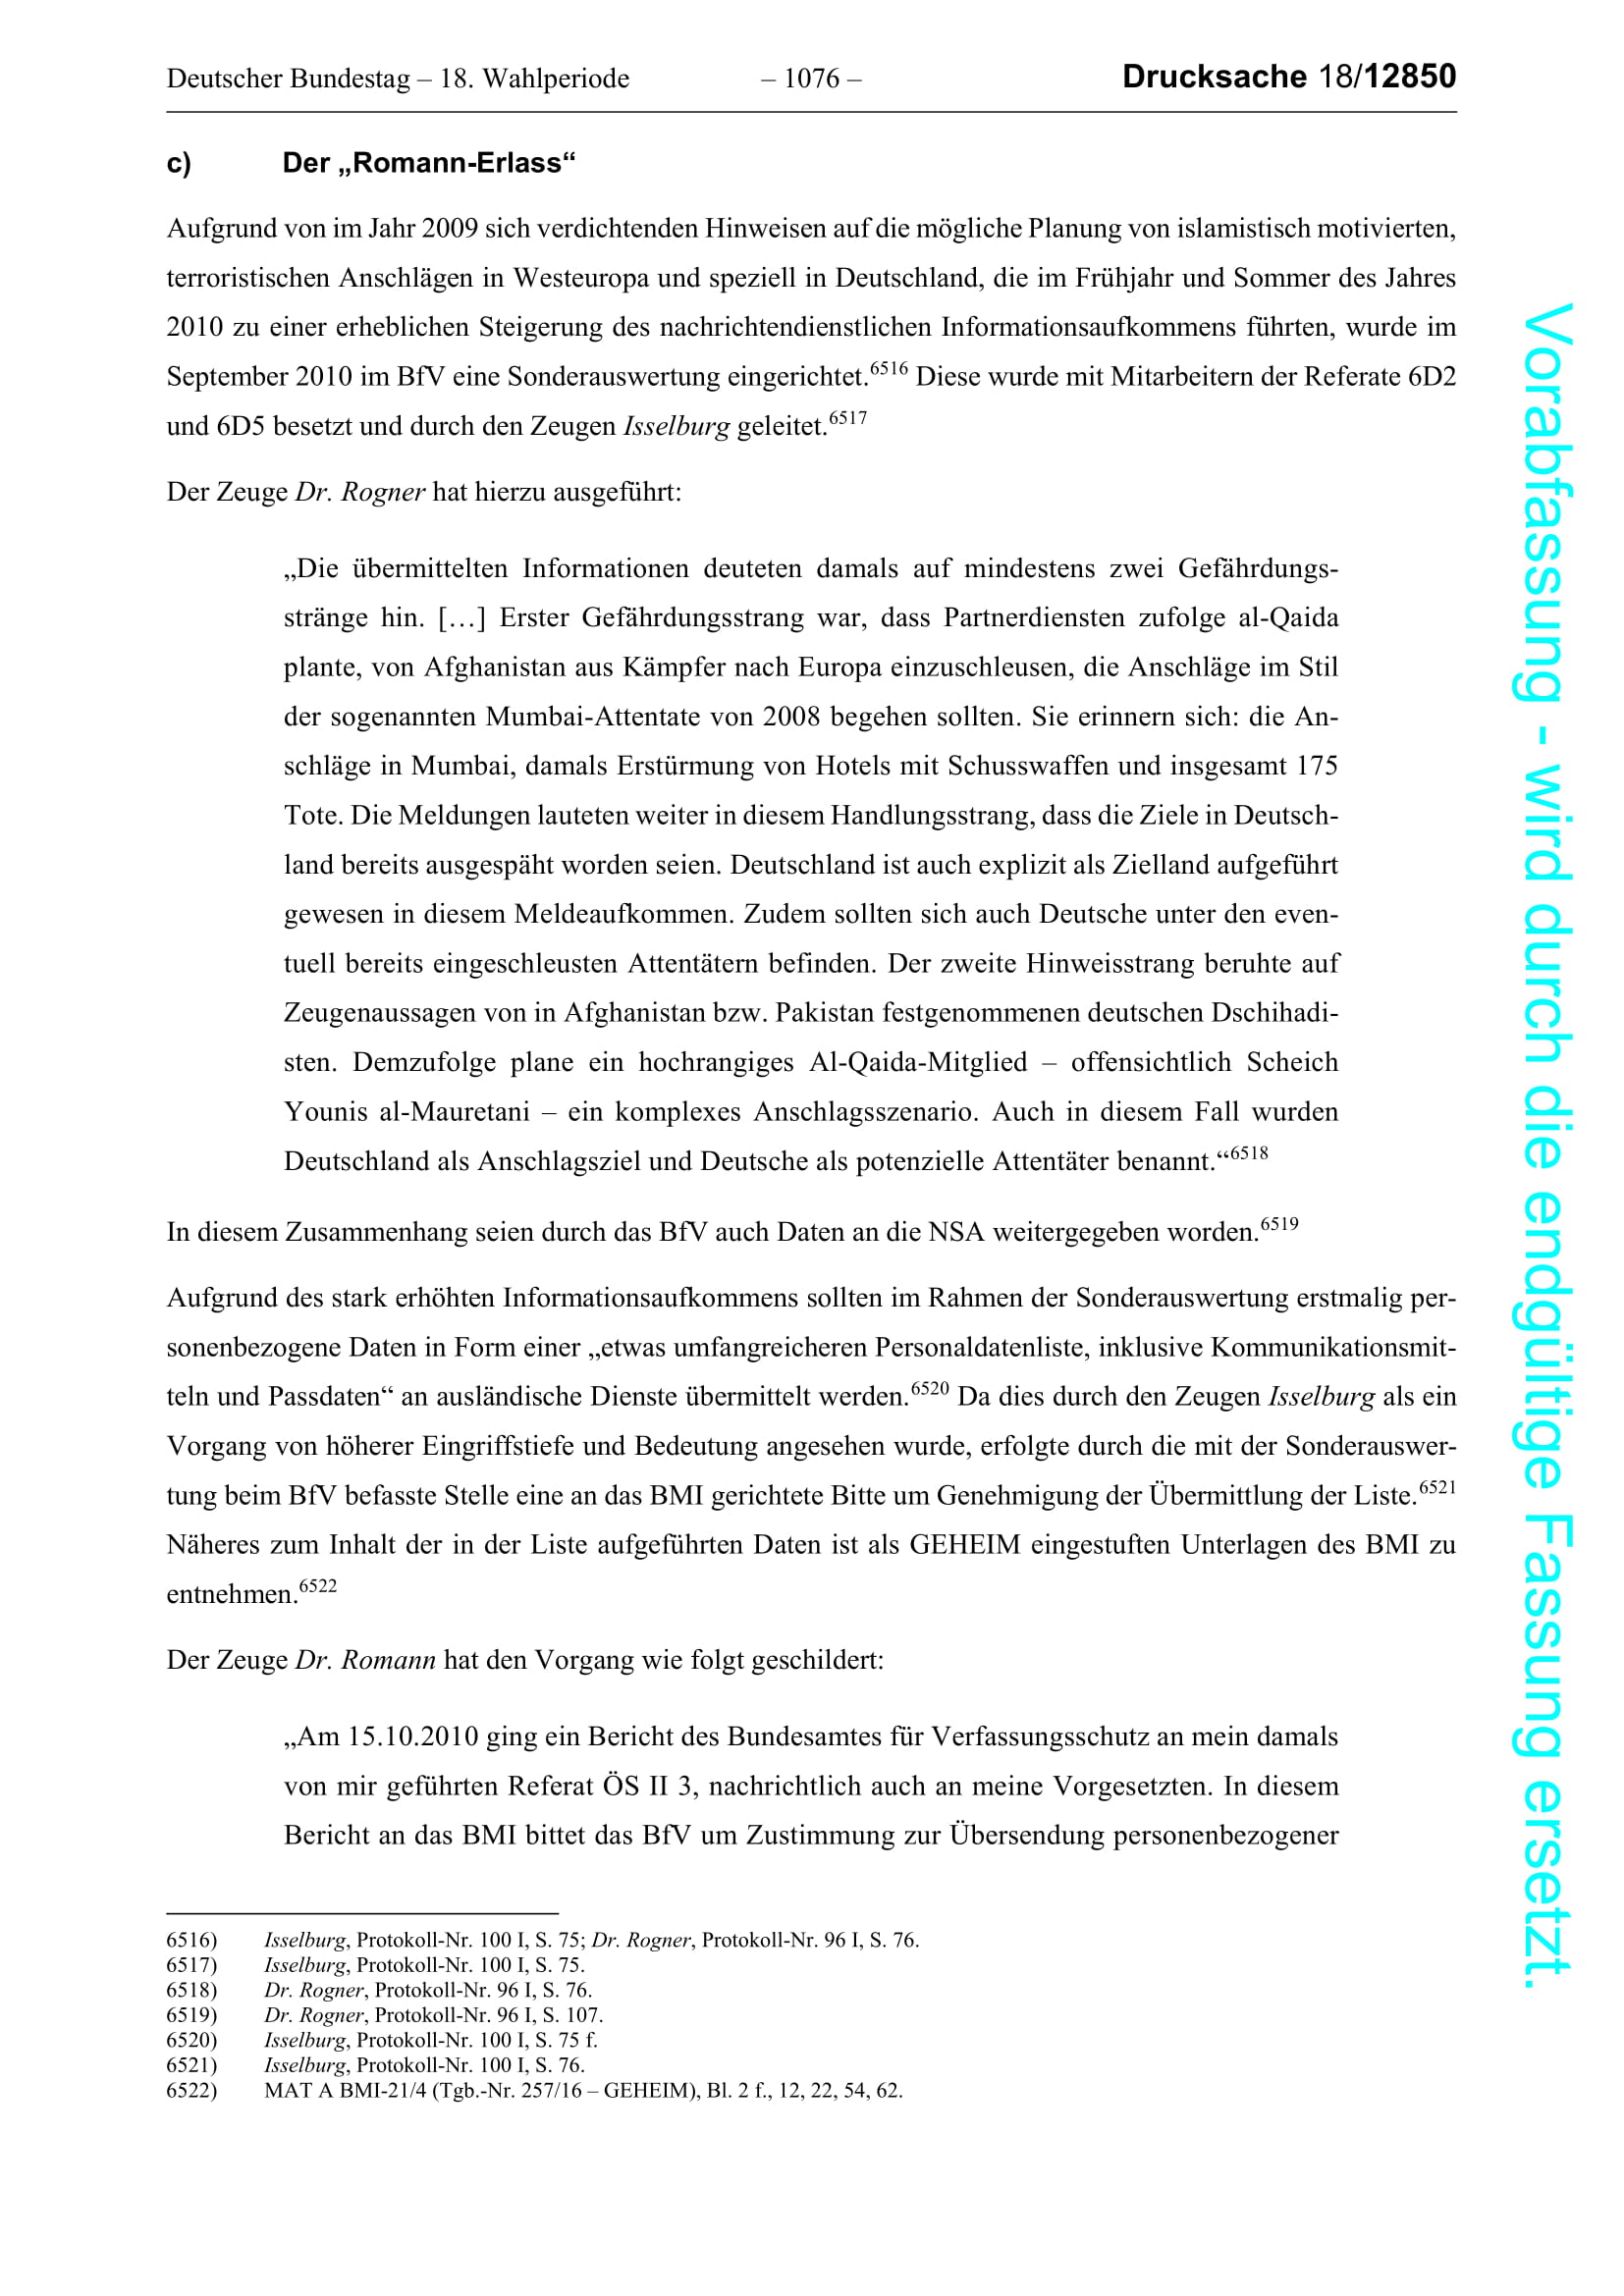 Deutscher Bundestag – 18. Wahlperiode – 1076 – Drucksache 18/12850
c) Der „Romann-Erlass“
Aufgrund von im Jahr 2009 sich verdichtenden Hinweisen auf die mögliche Planung von islamistisch motivierten,
terroristischen Anschlägen in Westeuropa und speziell in Deutschland, die im Frühjahr und Sommer des Jahres
2010 zu einer erheblichen Steigerung des nachrichtendienstlichen Informationsaufkommens führten, wurde im
September 2010 im BfV eine Sonderauswertung eingerichtet.6516 Diese wurde mit Mitarbeitern der Referate 6D2
und 6D5 besetzt und durch den Zeugen Isselburg geleitet.6517
Der Zeuge Dr. Rogner hat hierzu ausgeführt:
„Die übermittelten Informationen deuteten damals auf mindestens zwei Gefährdungs-
stränge hin. […] Erster Gefährdungsstrang war, dass Partnerdiensten zufolge al-Qaida
plante, von Afghanistan aus Kämpfer nach Europa einzuschleusen, die Anschläge im Stil
der sogenannten Mumbai-Attentate von 2008 begehen sollten. Sie erinnern sich: die An-
schläge in Mumbai, damals Erstürmung von Hotels mit Schusswaffen und insgesamt 175
Tote. Die Meldungen lauteten weiter in diesem Handlungsstrang, dass die Ziele in Deutsch-
land bereits ausgespäht worden seien. Deutschland ist auch explizit als Zielland aufgeführt
gewesen in diesem Meldeaufkommen. Zudem sollten sich auch Deutsche unter den even-
tuell bereits eingeschleusten Attentätern befinden. Der zweite Hinweisstrang beruhte auf
Zeugenaussagen von in Afghanistan bzw. Pakistan festgenommenen deutschen Dschihadi-
sten. Demzufolge plane ein hochrangiges Al-Qaida-Mitglied – offensichtlich Scheich
Younis al-Mauretani – ein komplexes Anschlagsszenario. Auch in diesem Fall wurden
Deutschland als Anschlagsziel und Deutsche als potenzielle Attentäter benannt.“6518
In diesem Zusammenhang seien durch das BfV auch Daten an die NSA weitergegeben worden.6519
Aufgrund des stark erhöhten Informationsaufkommens sollten im Rahmen der Sonderauswertung erstmalig per-
sonenbezogene Daten in Form einer „etwas umfangreicheren Personaldatenliste, inklusive Kommunikationsmit-
teln und Passdaten“ an ausländische Dienste übermittelt werden.6520 Da dies durch den Zeugen Isselburg als ein
Vorgang von höherer Eingriffstiefe und Bedeutung angesehen wurde, erfolgte durch die mit der Sonderauswer-
tung beim BfV befasste Stelle eine an das BMI gerichtete Bitte um Genehmigung der Übermittlung der Liste.6521
Näheres zum Inhalt der in der Liste aufgeführten Daten ist als GEHEIM eingestuften Unterlagen des BMI zu
entnehmen.6522
Der Zeuge Dr. Romann hat den Vorgang wie folgt geschildert:
„Am 15.10.2010 ging ein Bericht des Bundesamtes für Verfassungsschutz an mein damals
von mir geführten Referat ÖS II 3, nachrichtlich auch an meine Vorgesetzten. In diesem
Bericht an das BMI bittet das BfV um Zustimmung zur Übersendung personenbezogener
6516) Isselburg, Protokoll-Nr. 100 I, S. 75; Dr. Rogner, Protokoll-Nr. 96 I, S. 76.
6517) Isselburg, Protokoll-Nr. 100 I, S. 75.
6518) Dr. Rogner, Protokoll-Nr. 96 I, S. 76.
6519) Dr. Rogner, Protokoll-Nr. 96 I, S. 107.
6520) Isselburg, Protokoll-Nr. 100 I, S. 75 f.
6521) Isselburg, Protokoll-Nr. 100 I, S. 76.
6522) MAT A BMI-21/4 (Tgb.-Nr. 257/16 – GEHEIM), Bl. 2 f., 12, 22, 54, 62.
Vorabfassung - wird durch die endgültige Fassung ersetzt.